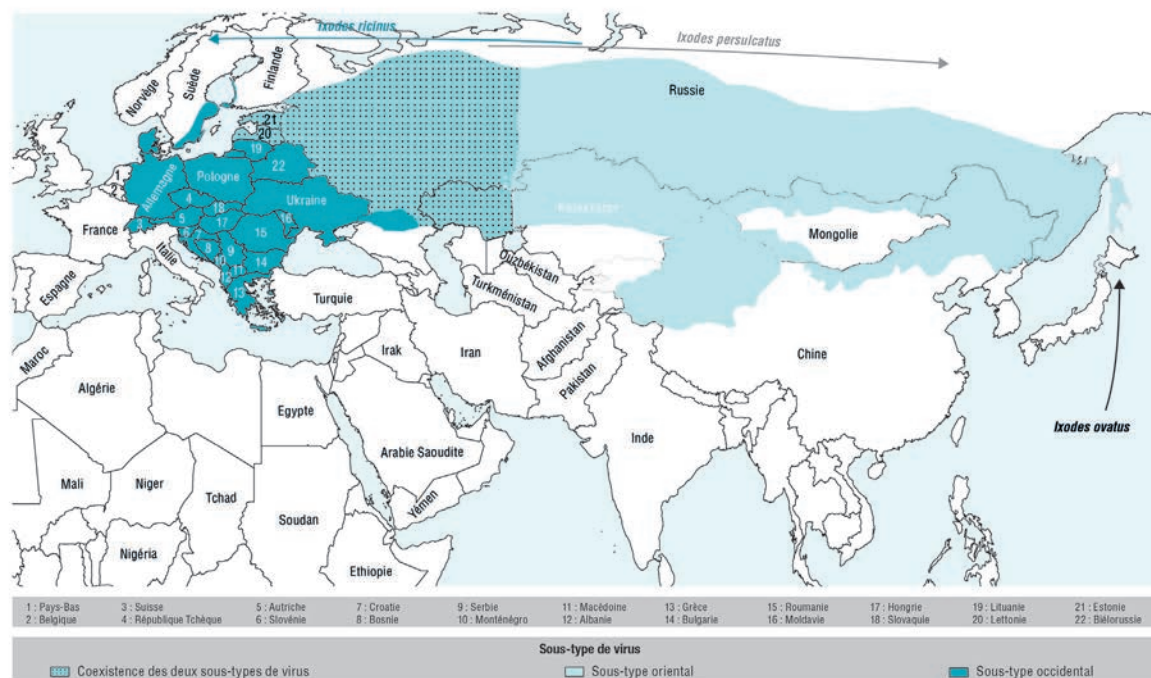 Ixodes ricinus
Ixodes persulcatus
Norvège
Suède
Finlande
Russie
21
20
19
22
1
Allemagne
Pologne
4
18
Ukraine
3
5
17
16
15
6
7
8
9
10
11
12
13
14
France
Italie
Espagne
Kazakhstan
Mongolie
Ouzbékistan
Turkménistan
Turquie
Maroc
Algérie
Irak
Iran
Afghanistan
Pakistan
Chine
Egypte
Inde
Ixodes ovatus
Arabie Saoudite
Mali
Niger
Tchad
Yémen
Soudan
Nigéria
Ethiopie
1 : Pays-Bas 3 : Suisse 5 : Autriche 7 : Croatie 9 : Serbie 11 : Macédoine 13 : Grèce 15 : Roumanie 17 : Hongrie 19 : Lituanie 21 : Estonie
2 : Belgique 4 : République Tchèque 6 : Slovénie 8 : Bosnie 10 : Monténégro 12 : Albanie 14 : Bulgarie 16 : Moldavie 18 : Slovaquie 20 : Lettonie 22 : Biélorussie
Sous-type de virus
Coexistence des deux sous-types de virus Sous-type oriental Sous-type occidental